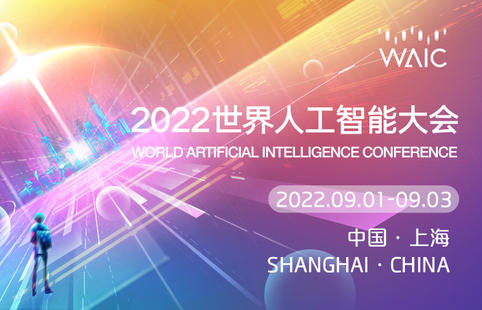 WAIC
2022世界人工智能大会
WORLD ARTIFICIAL INTELLIGENCE CONFERENCE
2022.09.01-09.03
中国·上海
SHANGHAI·CHINA